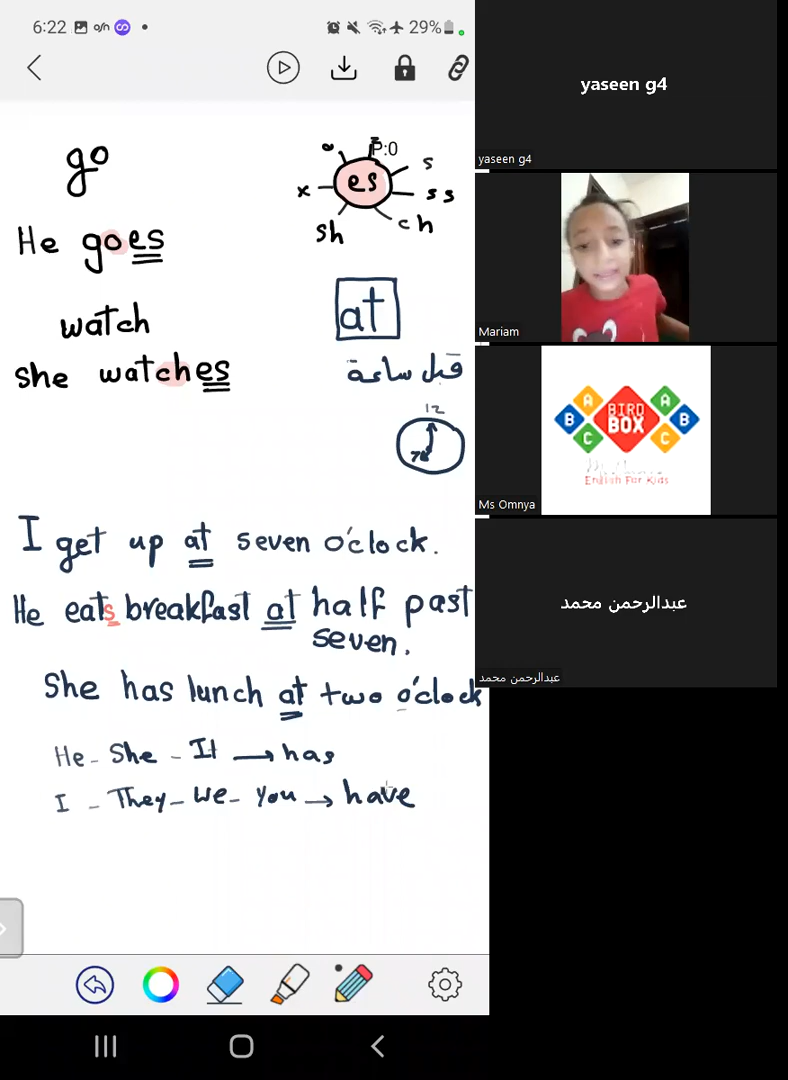 6:22
29%
go
P:0
o
s
es
x
ss
sh
ch
He goes
at
watch
she watches
قبل ساعة
12
I get up at seven o'clock.
He eats breakfast at half past
seven.
She has lunch at two o'clock
He - She - It → has
I - They - We - You → have
yaseen g4
yaseen g4
Mariam
A
B
C
BIRD
BOX
A
B
C
English For Kids
Ms Omnya
عبدالرحمن محمد
عبدالرحمن محمد